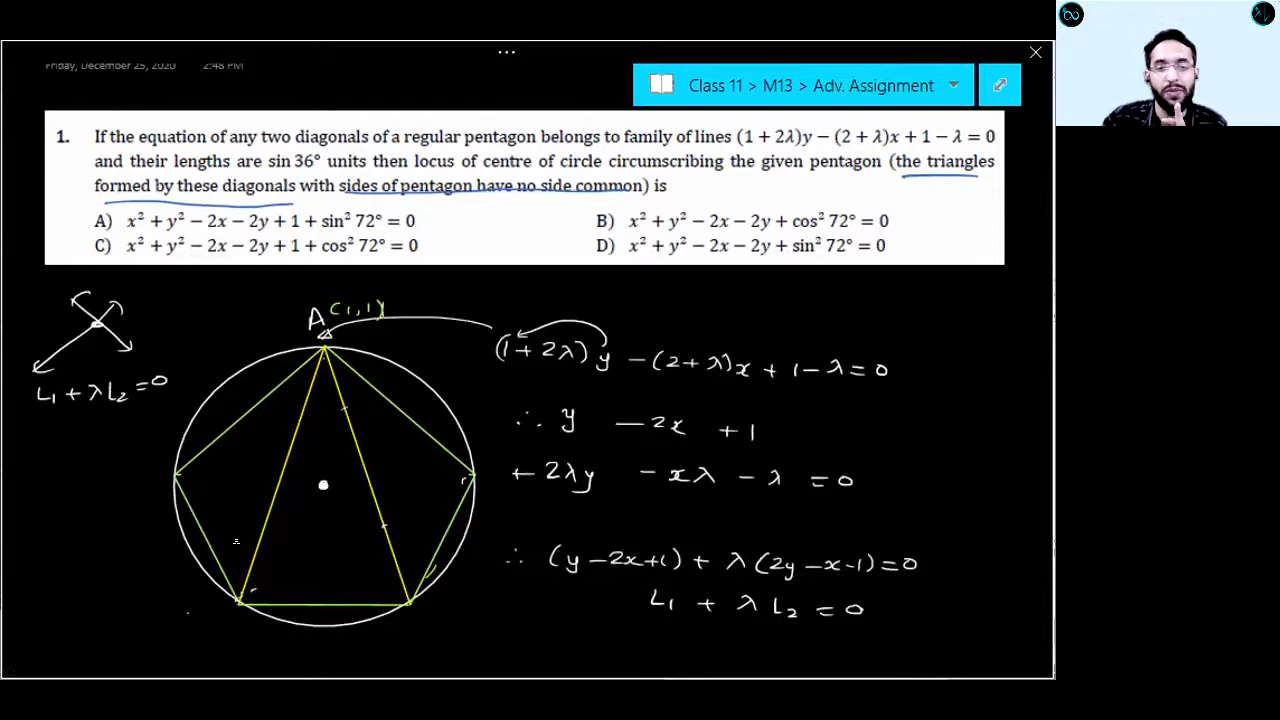 Friday, December 25, 2020 2:48 PM
Class 11 > M13 > Adv. Assignment
1. If the equation of any two diagonals of a regular pentagon belongs to family of lines (1 + 2λ)y − (2 + λ)x + 1 − λ = 0
and their lengths are sin 36° units then locus of centre of circle circumscribing the given pentagon (the triangles
formed by these diagonals with sides of pentagon have no side common) is
A) x² + y² − 2x − 2y + 1 + sin² 72° = 0 B) x² + y² − 2x − 2y + cos² 72° = 0
C) x² + y² − 2x − 2y + 1 + cos² 72° = 0 D) x² + y² − 2x − 2y + sin² 72° = 0
L₁ + λL₂ = 0
A (1, 1)
(1 + 2λ) y − (2 + λ)x + 1 − λ = 0
∴ y − 2x + 1
+ 2λy − xλ − λ = 0
∴ (y − 2x + 1) + λ(2y − x − 1) = 0
L₁ + λ L₂ = 0